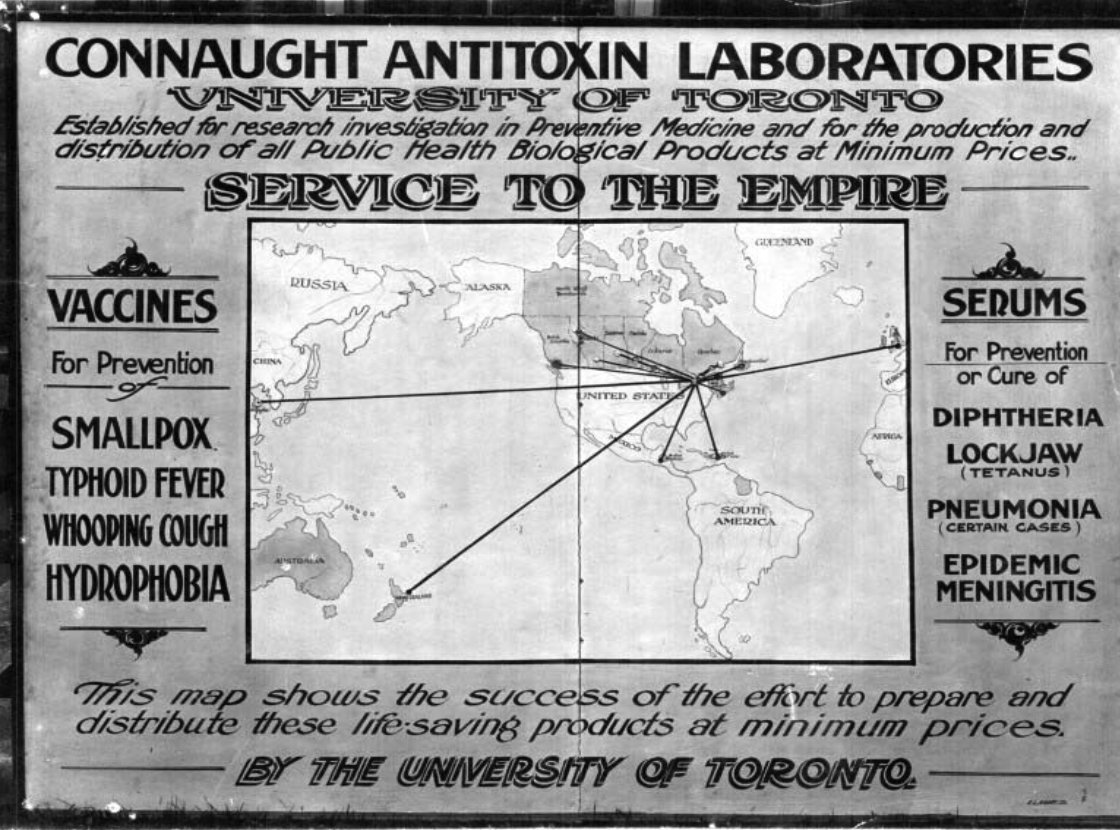 CONNAUGHT ANTITOXIN LABORATORIES
UNIVERSITY OF TORONTO
Established for research investigation in Preventive Medicine and for the production and
distribution of all Public Health Biological Products at Minimum Prices..
SERVICE TO THE EMPIRE
VACCINES
For Prevention
of
SMALLPOX
TYPHOID FEVER
WHOOPING COUGH
HYDROPHOBIA
GREENLAND
RUSSIA
ALASKA
CHINA
Quebec
UNITED STATES
EUROPE
MEXICO
AFRICA
SOUTH
AMERICA
AUSTRALIA
NEW ZEALAND
SERUMS
For Prevention
or Cure of
DIPHTHERIA
LOCKJAW
(TETANUS)
PNEUMONIA
(CERTAIN CASES)
EPIDEMIC
MENINGITIS
This map shows the success of the effort to prepare and
distribute these life-saving products at minimum prices.
BY THE UNIVERSITY OF TORONTO.